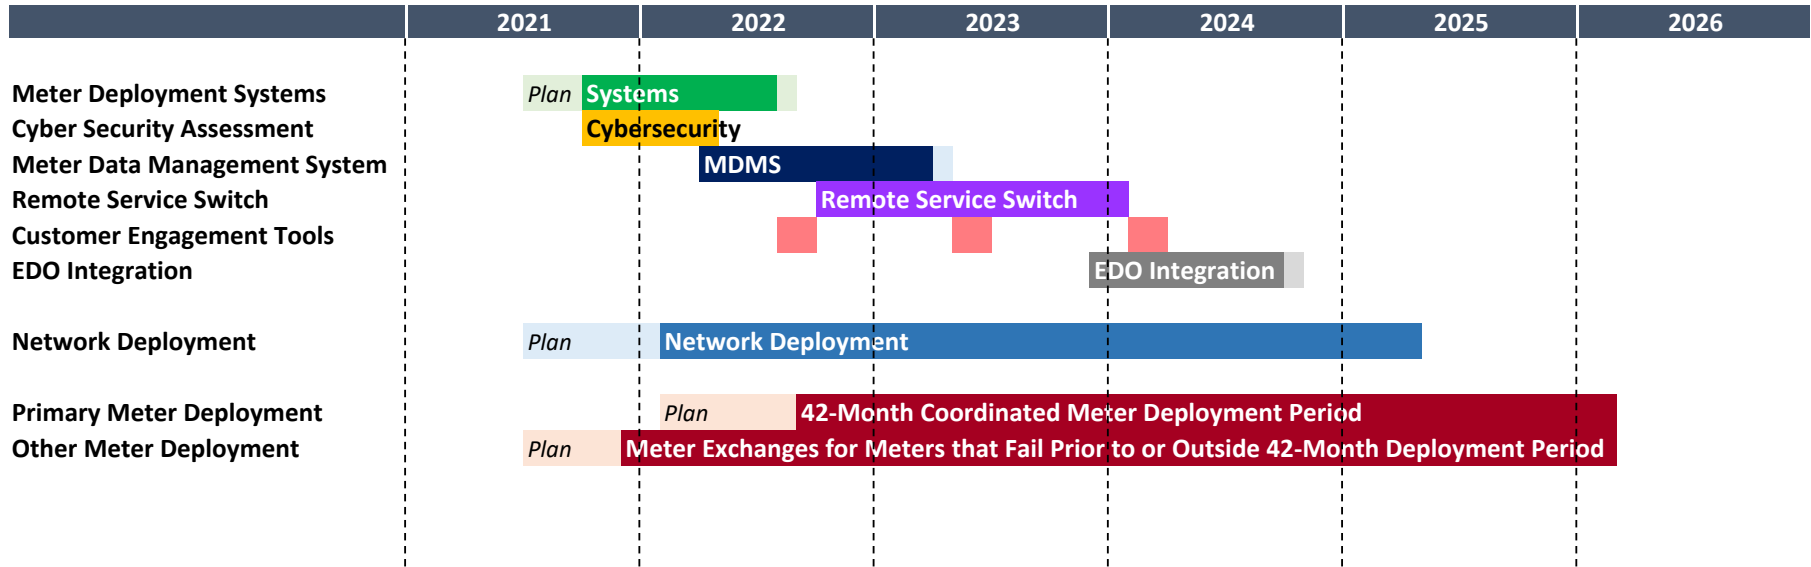 2021 2022 2023 2024 2025 2026
Meter Deployment Systems Plan Systems
Cyber Security Assessment Cybersecurity
Meter Data Management System MDMS
Remote Service Switch Remote Service Switch
Customer Engagement Tools
EDO Integration EDO Integration
Network Deployment Plan Network Deployment
Primary Meter Deployment Plan 42-Month Coordinated Meter Deployment Period
Other Meter Deployment Plan Meter Exchanges for Meters that Fail Prior to or Outside 42-Month Deployment Period